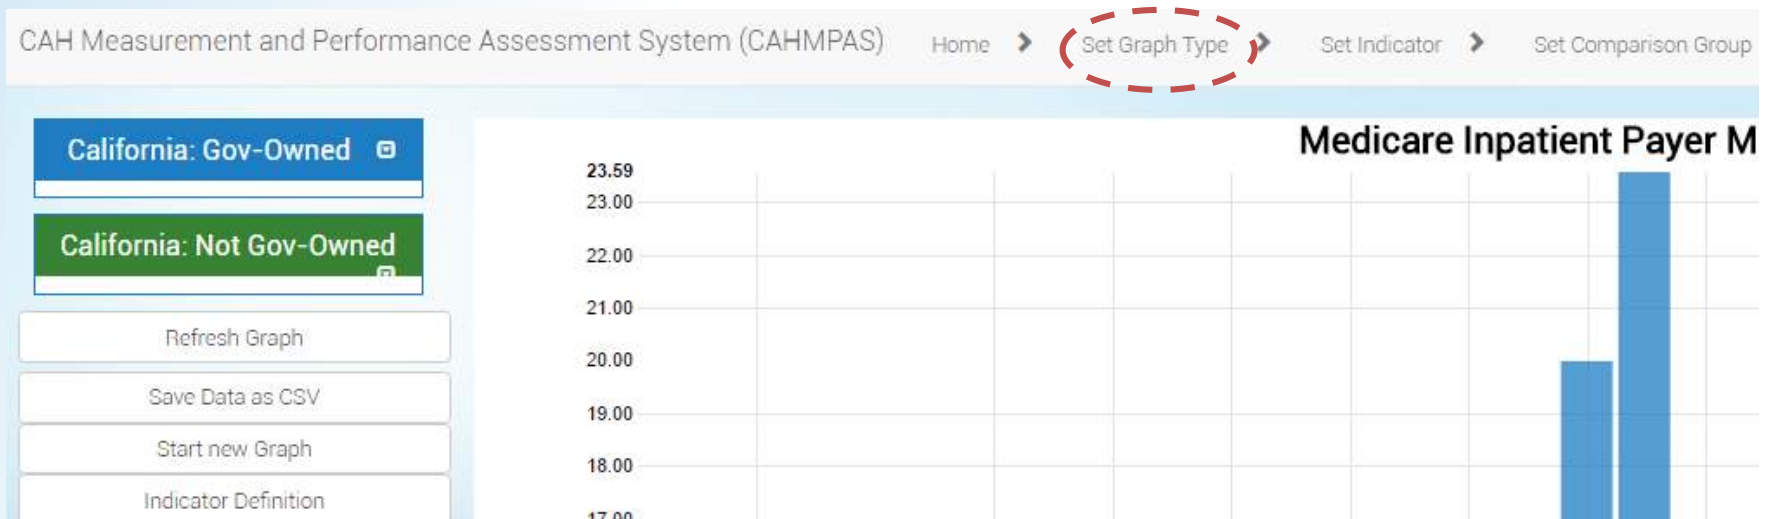 CAH Measurement and Performance Assessment System (CAHMPAS)
Home
Set Graph Type
Set Indicator
Set Comparison Group
California: Gov-Owned
California: Not Gov-Owned
Refresh Graph
Save Data as CSV
Start new Graph
Indicator Definition
Medicare Inpatient Payer M
23.59
23.00
22.00
21.00
20.00
19.00
18.00
17.00